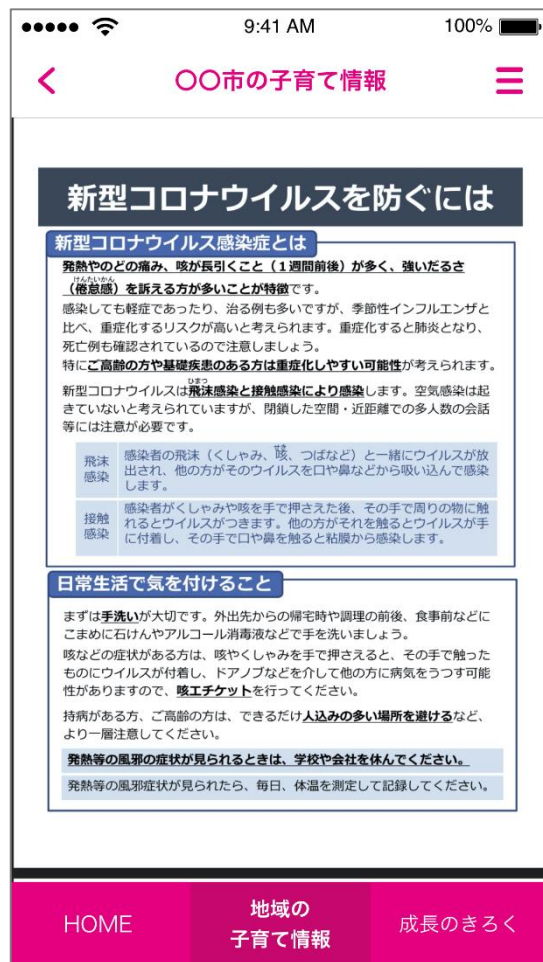 9:41 AM
100%
〇〇市の子育て情報
新型コロナウイルスを防ぐには
新型コロナウイルス感染症とは
発熱やのどの痛み、咳が長引くこと（１週間前後）が多く、強いだるさ
けんたいかん
（倦怠感）を訴える方が多いことが特徴です。
感染しても軽症であったり、治る例も多いですが、季節性インフルエンザと
比べ、重症化するリスクが高いと考えられます。重症化すると肺炎となり、
死亡例も確認されているので注意しましょう。
特にご高齢の方や基礎疾患のある方は重症化しやすい可能性が考えられます。
ひまつ
新型コロナウイルスは飛沫感染と接触感染により感染します。空気感染は起
きていないと考えられていますが、閉鎖した空間・近距離での多人数の会話
等には注意が必要です。
飛沫
感染
せき
感染者の飛沫（くしゃみ、咳、つばなど）と一緒にウイルスが放
出され、他の方がそのウイルスを口や鼻などから吸い込んで感染
します。
接触
感染
感染者がくしゃみや咳を手で押さえた後、その手で周りの物に触
れるとウイルスがつきます。他の方がそれを触るとウイルスが手
に付着し、その手で口や鼻を触ると粘膜から感染します。
日常生活で気を付けること
まずは手洗いが大切です。外出先からの帰宅時や調理の前後、食事前などに
こまめに石けんやアルコール消毒液などで手を洗いましょう。
咳などの症状がある方は、咳やくしゃみを手で押さえると、その手で触った
ものにウイルスが付着し、ドアノブなどを介して他の方に病気をうつす可能
性がありますので、咳エチケットを行ってください。
持病がある方、ご高齢の方は、できるだけ人込みの多い場所を避けるなど、
より一層注意してください。
発熱等の風邪の症状が見られるときは、学校や会社を休んでください。
発熱等の風邪症状が見られたら、毎日、体温を測定して記録してください。
HOME
地域の
子育て情報
成長のきろく